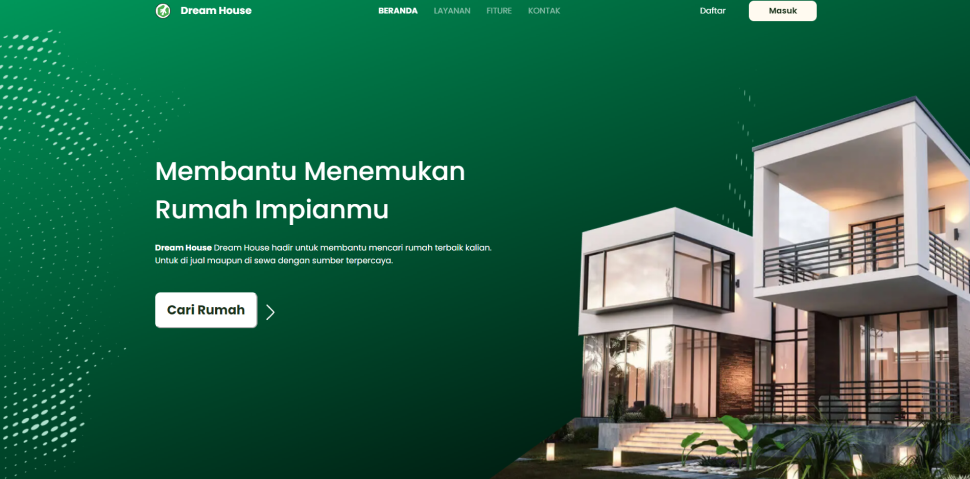 Dream House
BERANDA
LAYANAN
FITURE
KONTAK
Daftar
Masuk
Membantu Menemukan
Rumah Impianmu
Dream House Dream House hadir untuk membantu mencari rumah terbaik kalian.
Untuk di jual maupun di sewa dengan sumber terpercaya.
Cari Rumah